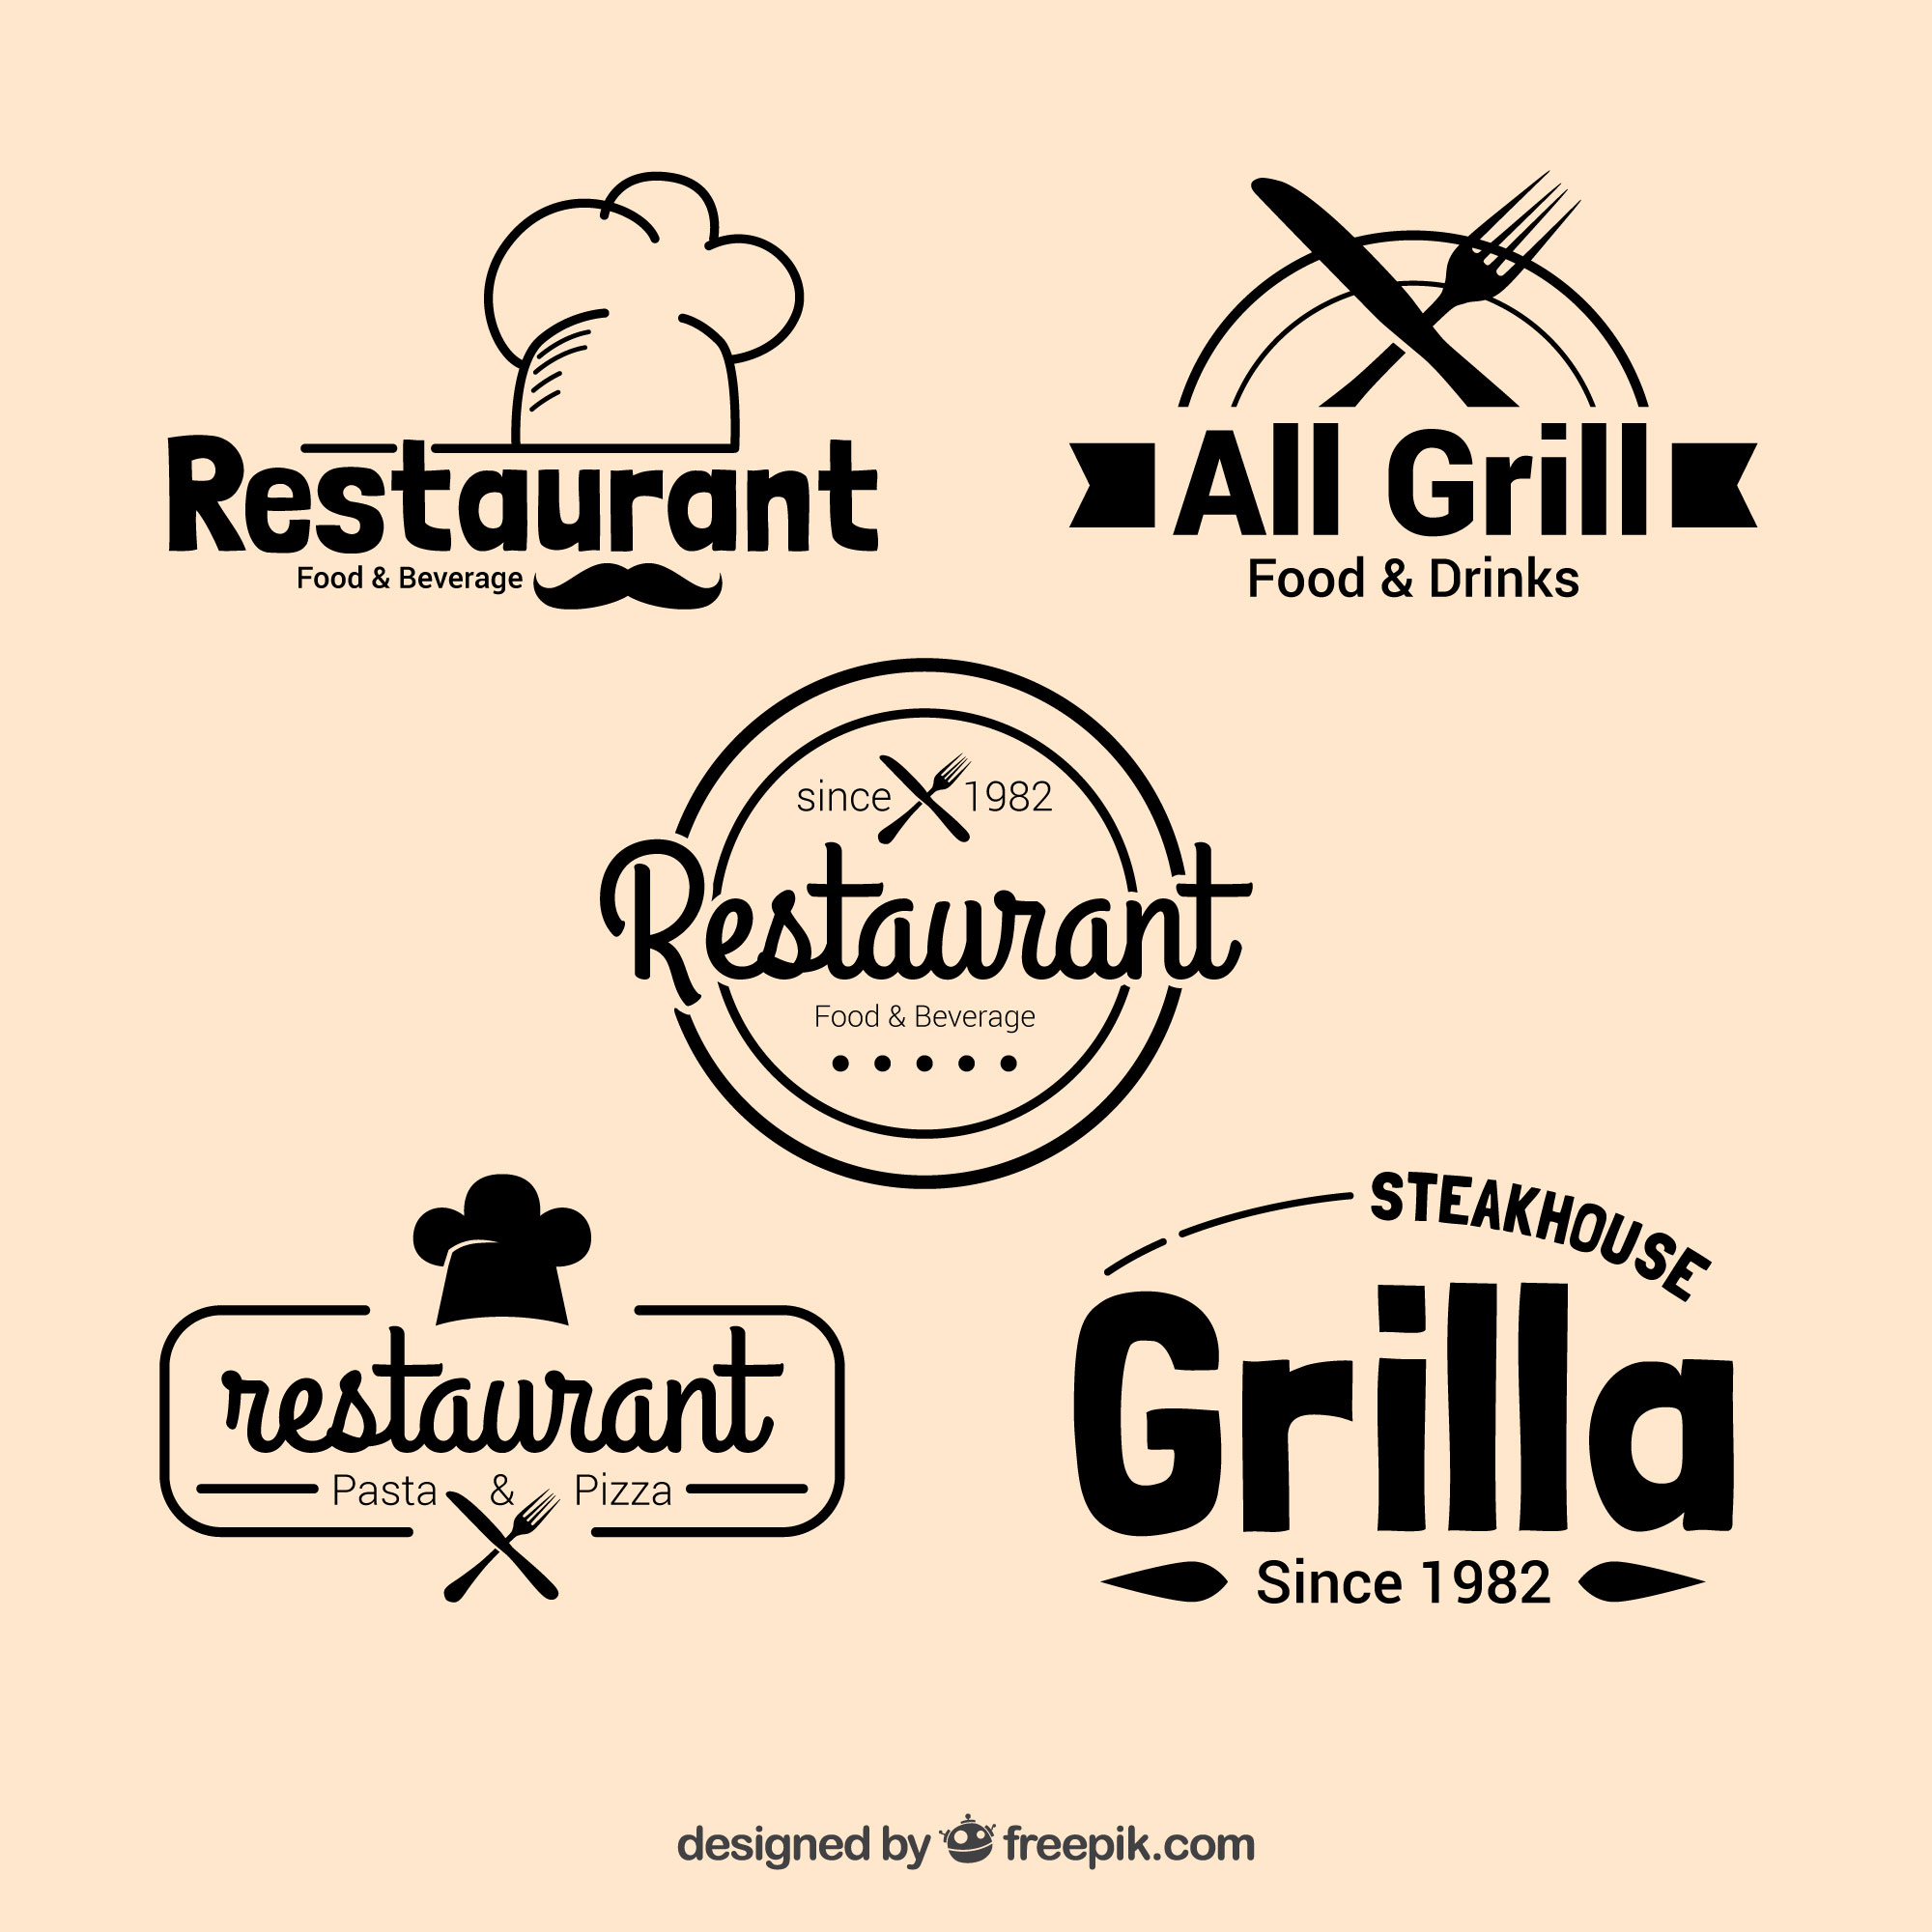 Restaurant
Food & Beverage
All Grill
Food & Drinks
since 1982
Restaurant
Food & Beverage
restaurant
Pasta & Pizza
STEAKHOUSE
Grilla
Since 1982
designed by freepik.com